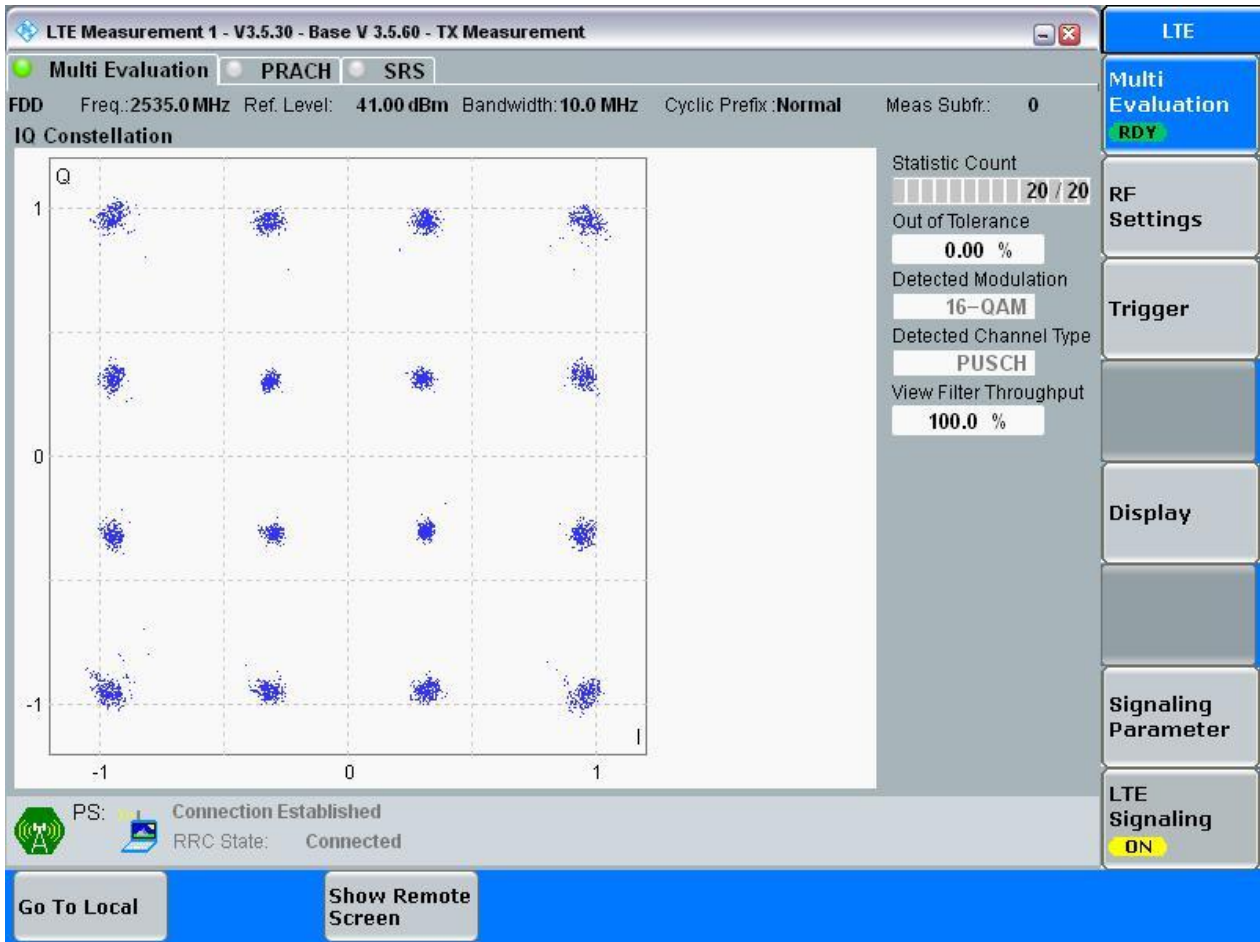 LTE Measurement 1 - V3.5.30 - Base V 3.5.60 - TX Measurement
LTE
Multi Evaluation PRACH SRS
FDD Freq.:2535.0 MHz Ref. Level: 41.00 dBm Bandwidth: 10.0 MHz Cyclic Prefix :Normal Meas Subfr.: 0
IQ Constellation
Q
1
0
-1
-1 0 1
I
Statistic Count
20 / 20
Out of Tolerance
0.00 %
Detected Modulation
16-QAM
Detected Channel Type
PUSCH
View Filter Throughput
100.0 %
Multi
Evaluation
RDY
RF
Settings
Trigger
Display
Signaling
Parameter
LTE
Signaling
ON
PS: Connection Established
RRC State: Connected
Go To Local
Show Remote
Screen